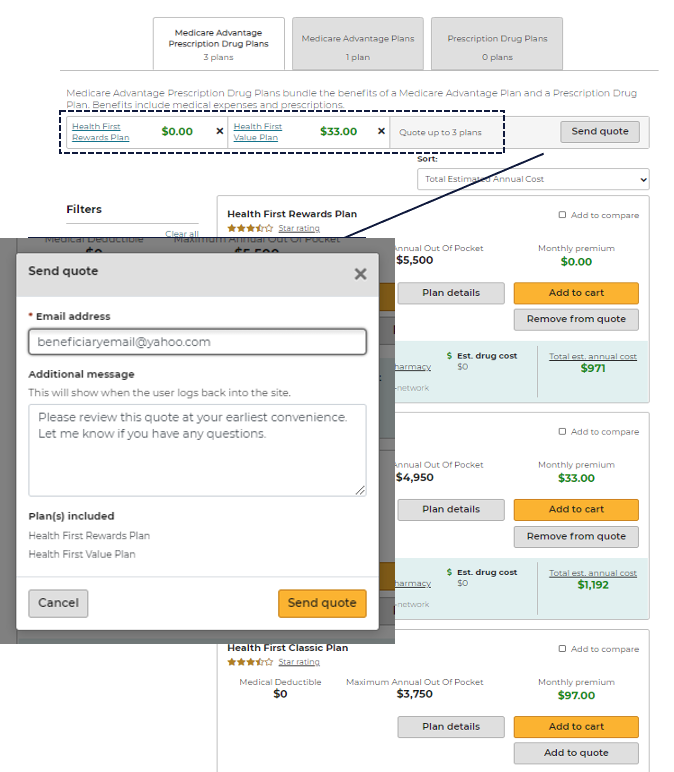 Medicare Advantage
Prescription Drug Plans
3 plans
Medicare Advantage Plans
1 plan
Prescription Drug Plans
0 plans
Medicare Advantage Prescription Drug Plans bundle the benefits of a Medicare Advantage Plan and a Prescription Drug
Plan. Benefits include medical expenses and prescriptions.
Health First
Rewards Plan
$0.00
×
Health First
Value Plan
$33.00
×
Quote up to 3 plans
Send quote
Sort:
Total Estimated Annual Cost
Filters
Clear all
Health First Rewards Plan
Star rating
Add to compare
Medical Deductible
$0
Maximum Annual Out Of Pocket
$5,500
Annual Out Of Pocket
$5,500
Monthly premium
$0.00
Plan details
Add to cart
Remove from quote
harmacy
-network
$ Est. drug cost
$0
Total est. annual cost
$971
Send quote
×
* Email address
beneficiaryemail@yahoo.com
Additional message
This will show when the user logs back into the site.
Please review this quote at your earliest convenience.
Let me know if you have any questions.
Plan(s) included
Health First Rewards Plan
Health First Value Plan
Cancel
Send quote
Add to compare
Annual Out Of Pocket
$4,950
Monthly premium
$33.00
Plan details
Add to cart
Remove from quote
harmacy
-network
$ Est. drug cost
$0
Total est. annual cost
$1,192
Health First Classic Plan
Star rating
Add to compare
Medical Deductible
$0
Maximum Annual Out Of Pocket
$3,750
Monthly premium
$97.00
Plan details
Add to cart
Add to quote